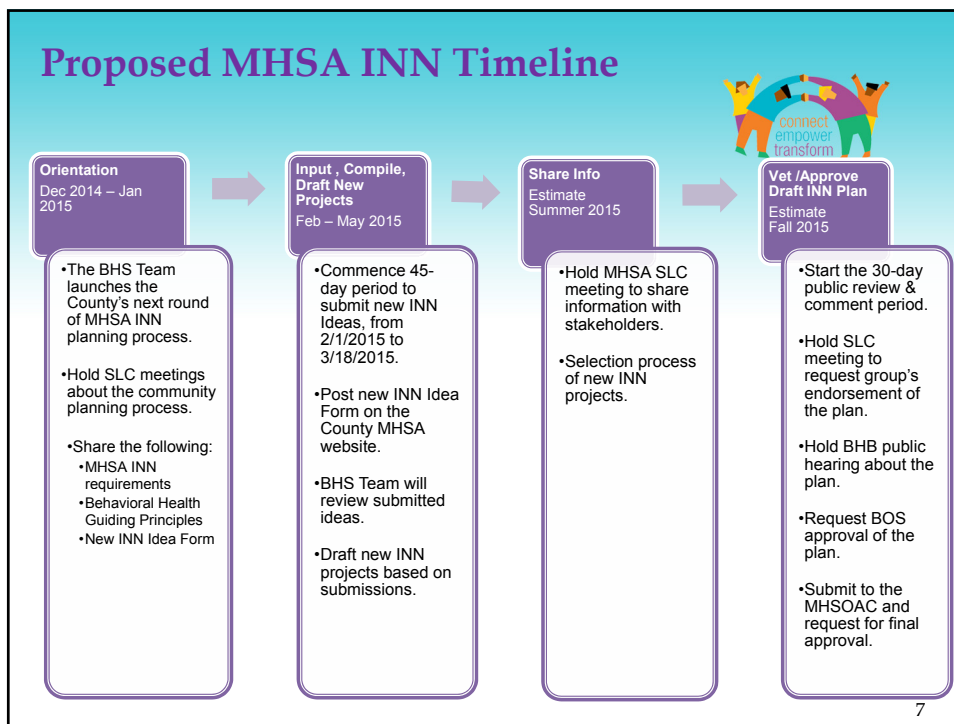 Proposed MHSA INN Timeline
connect
empower
transform
Orientation
Dec 2014 – Jan
2015
•The BHS Team
launches the
County's next round
of MHSA INN
planning process.
•Hold SLC meetings
about the community
planning process.
•Share the following:
•MHSA INN
requirements
•Behavioral Health
Guiding Principles
•New INN Idea Form
Input , Compile,
Draft New
Projects
Feb – May 2015
•Commence 45-
day period to
submit new INN
Ideas, from
2/1/2015 to
3/18/2015.
•Post new INN Idea
Form on the
County MHSA
website.
•BHS Team will
review submitted
ideas.
•Draft new INN
projects based on
submissions.
Share Info
Estimate
Summer 2015
•Hold MHSA SLC
meeting to share
information with
stakeholders.
•Selection process
of new INN
projects.
Vet /Approve
Draft INN Plan
Estimate
Fall 2015
•Start the 30-day
public review &
comment period.
•Hold SLC
meeting to
request group's
endorsement of
the plan.
•Hold BHB public
hearing about the
plan.
•Request BOS
approval of the
plan.
•Submit to the
MHSOAC and
request for final
approval.
7